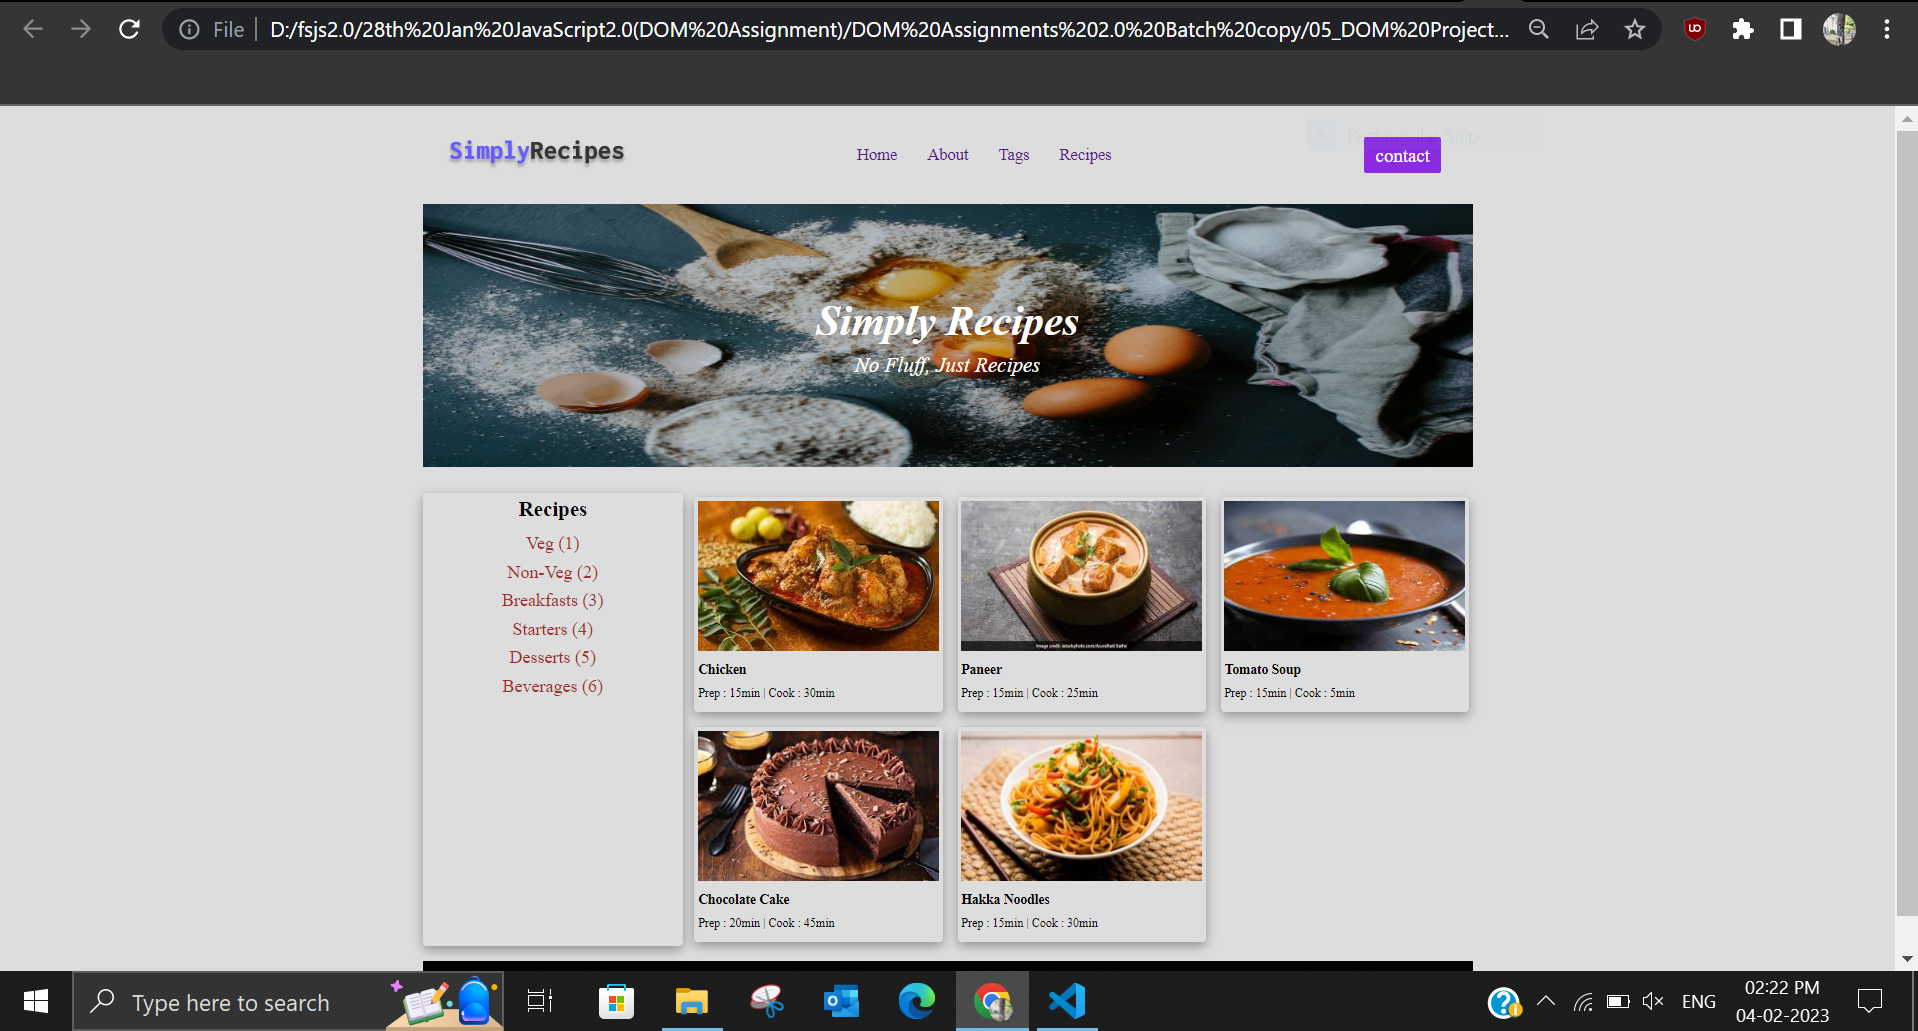 File
D:/fsjs2.0/28th%20Jan%20JavaScript2.0(DOM%20Assignment)/DOM%20Assignments%202.0%20Batch%20copy/05_DOM%20Project...
Rectangular Snip
SimplyRecipes
Home
About
Tags
Recipes
contact
Simply Recipes
No Fluff, Just Recipes
Recipes
Veg (1)
Non-Veg (2)
Breakfasts (3)
Starters (4)
Desserts (5)
Beverages (6)
Chicken
Prep : 15min | Cook : 30min
Paneer
Prep : 15min | Cook : 25min
Tomato Soup
Prep : 15min | Cook : 5min
Chocolate Cake
Prep : 20min | Cook : 45min
Hakka Noodles
Prep : 15min | Cook : 30min
Type here to search
ENG
02:22 PM
04-02-2023